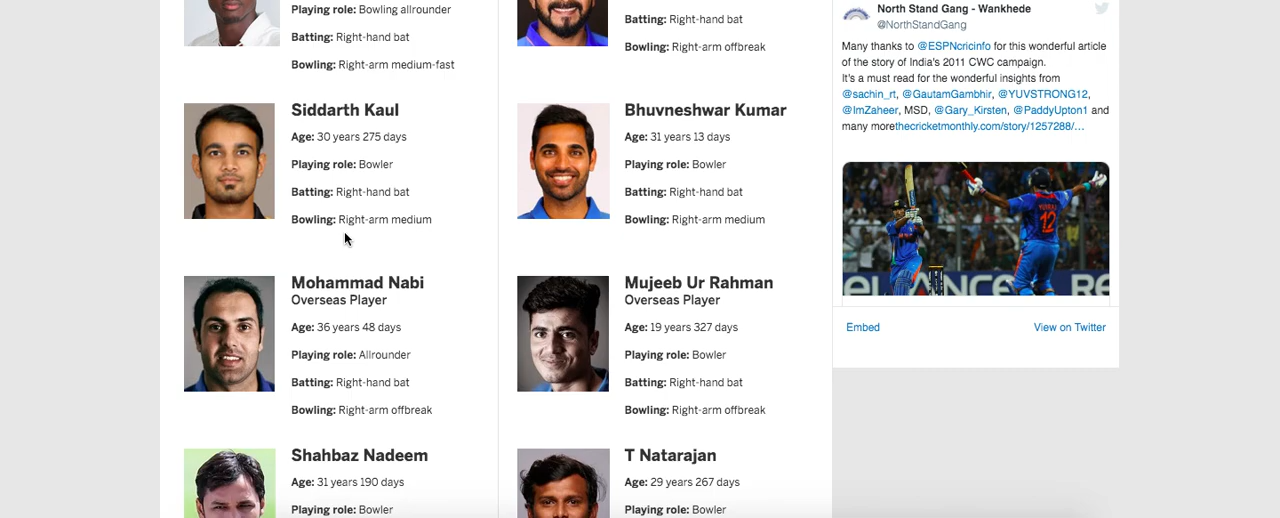 Playing role: Bowling allrounder
Batting: Right-hand bat
Bowling: Right-arm medium-fast
Batting: Right-hand bat
Bowling: Right-arm offbreak
Siddarth Kaul
Age: 30 years 275 days
Playing role: Bowler
Batting: Right-hand bat
Bowling: Right-arm medium
Bhuvneshwar Kumar
Age: 31 years 13 days
Playing role: Bowler
Batting: Right-hand bat
Bowling: Right-arm medium
Mohammad Nabi
Overseas Player
Age: 36 years 48 days
Playing role: Allrounder
Batting: Right-hand bat
Bowling: Right-arm offbreak
Mujeeb Ur Rahman
Overseas Player
Age: 19 years 327 days
Playing role: Bowler
Batting: Right-hand bat
Bowling: Right-arm offbreak
Shahbaz Nadeem
Age: 31 years 190 days
Playing role: Bowler
T Natarajan
Age: 29 years 267 days
Playing role: Bowler
North Stand Gang - Wankhede
@NorthStandGang
Many thanks to @ESPNcricinfo for this wonderful article
of the story of India's 2011 CWC campaign.
It's a must read for the wonderful insights from
@sachin_rt, @GautamGambhir, @YUVSTRONG12,
@ImZaheer, MSD, @Gary_Kirsten, @PaddyUpton1 and
many morethecricketmonthly.com/story/1257288/…
12
Embed
View on Twitter